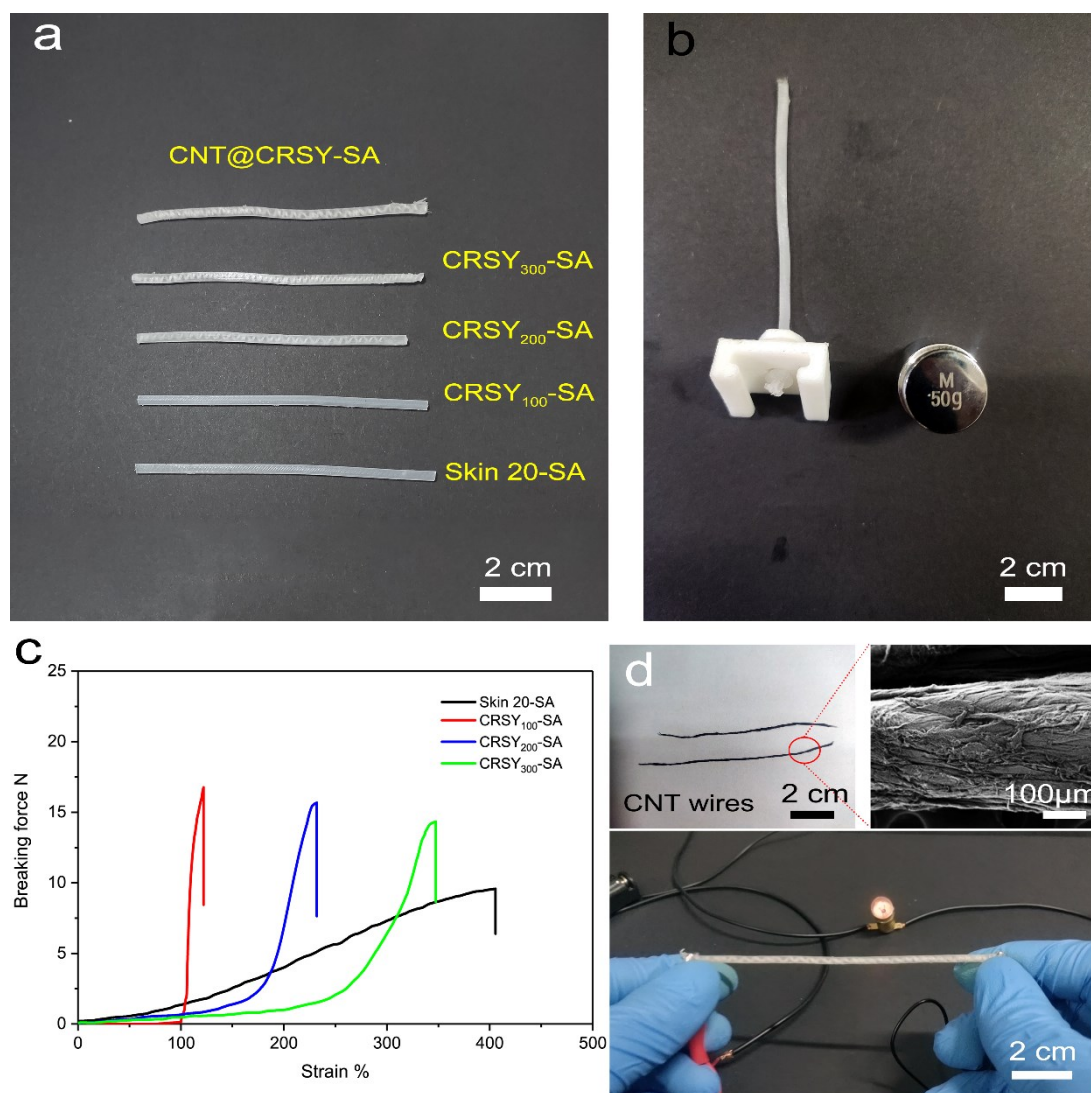 a
CNT@CRSY-SA
CRSY₃₀₀-SA
CRSY₂₀₀-SA
CRSY₁₀₀-SA
Skin 20-SA
2 cm
b
M
50g
2 cm
c
25
20
15
10
5
0
Breaking force N
Skin 20-SA
CRSY₁₀₀-SA
CRSY₂₀₀-SA
CRSY₃₀₀-SA
0 100 200 300 400 500
Strain %
d
CNT wires
2 cm
100μm
2 cm